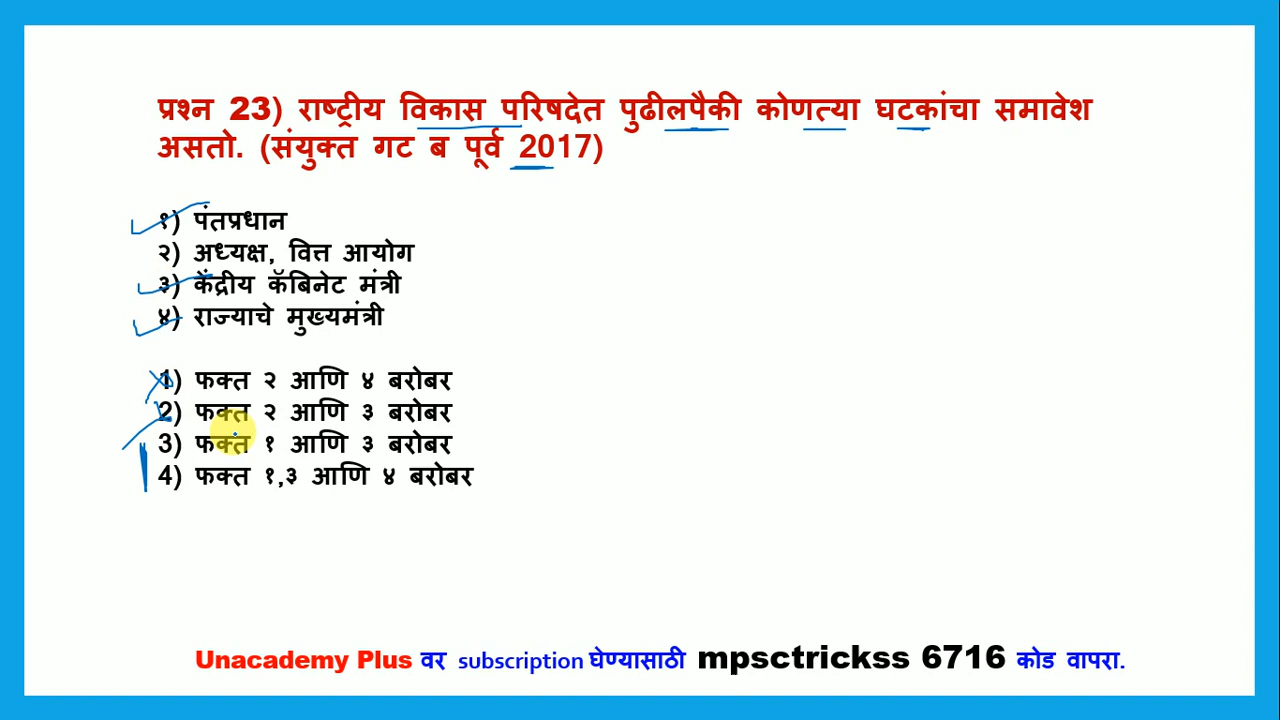 प्रश्न 23) राष्ट्रीय विकास परिषदेत पुढीलपैकी कोणत्या घटकांचा समावेश
असतो. (संयुक्त गट ब पूर्व 2017)
१) पंतप्रधान
२) अध्यक्ष, वित्त आयोग
३) केंद्रीय कॅबिनेट मंत्री
४) राज्याचे मुख्यमंत्री
1) फक्त २ आणि ४ बरोबर
2) फक्त २ आणि ३ बरोबर
3) फक्त १ आणि ३ बरोबर
4) फक्त १,३ आणि ४ बरोबर
Unacademy Plus वर subscription घेण्यासाठी mpsctrickss 6716 कोड वापरा.